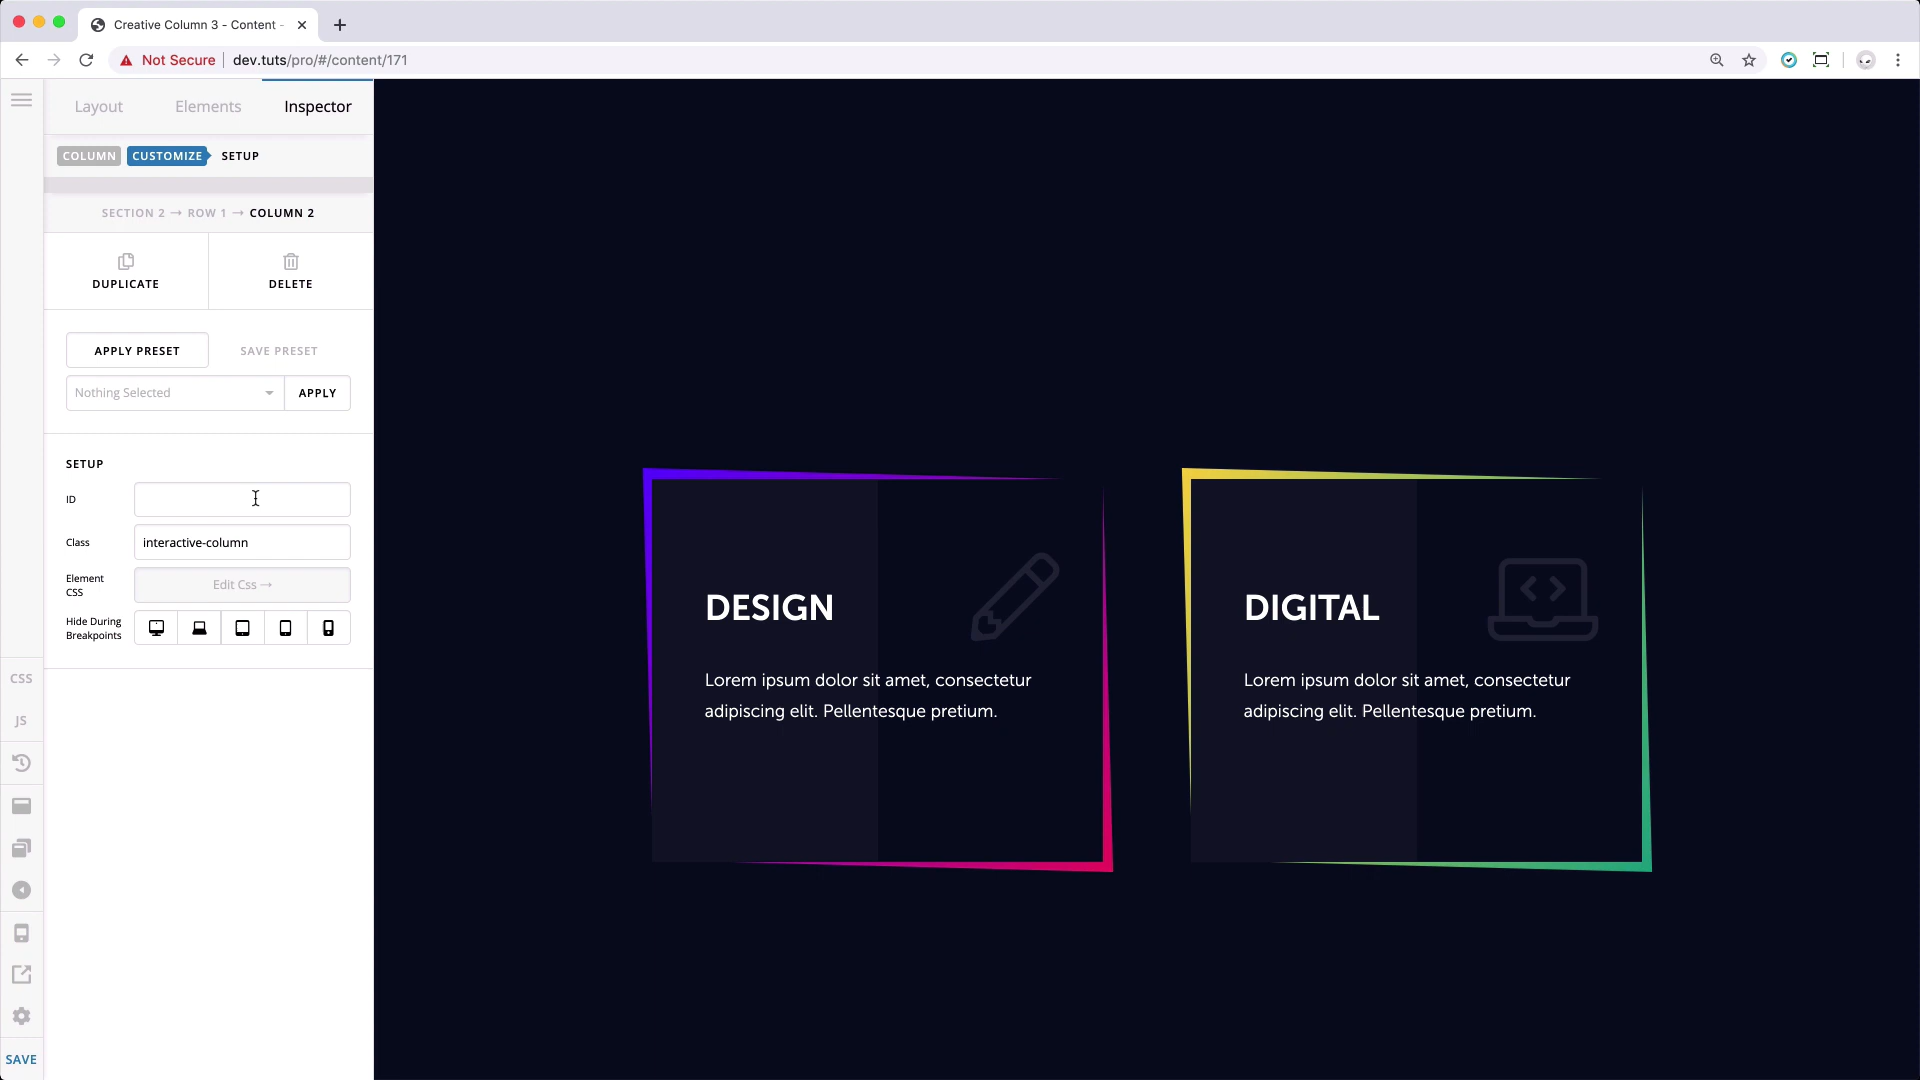 Creative Column 3 - Content -
Not Secure
dev.tuts/pro/#/content/171
Layout
Elements
Inspector
COLUMN
CUSTOMIZE
SETUP
SECTION 2 → ROW 1 → COLUMN 2
DUPLICATE
DELETE
APPLY PRESET
SAVE PRESET
Nothing Selected
APPLY
SETUP
ID
Class
interactive-column
Element
CSS
Edit Css →
Hide During
Breakpoints
CSS
JS
SAVE
DESIGN
Lorem ipsum dolor sit amet, consectetur
adipiscing elit. Pellentesque pretium.
DIGITAL
Lorem ipsum dolor sit amet, consectetur
adipiscing elit. Pellentesque pretium.